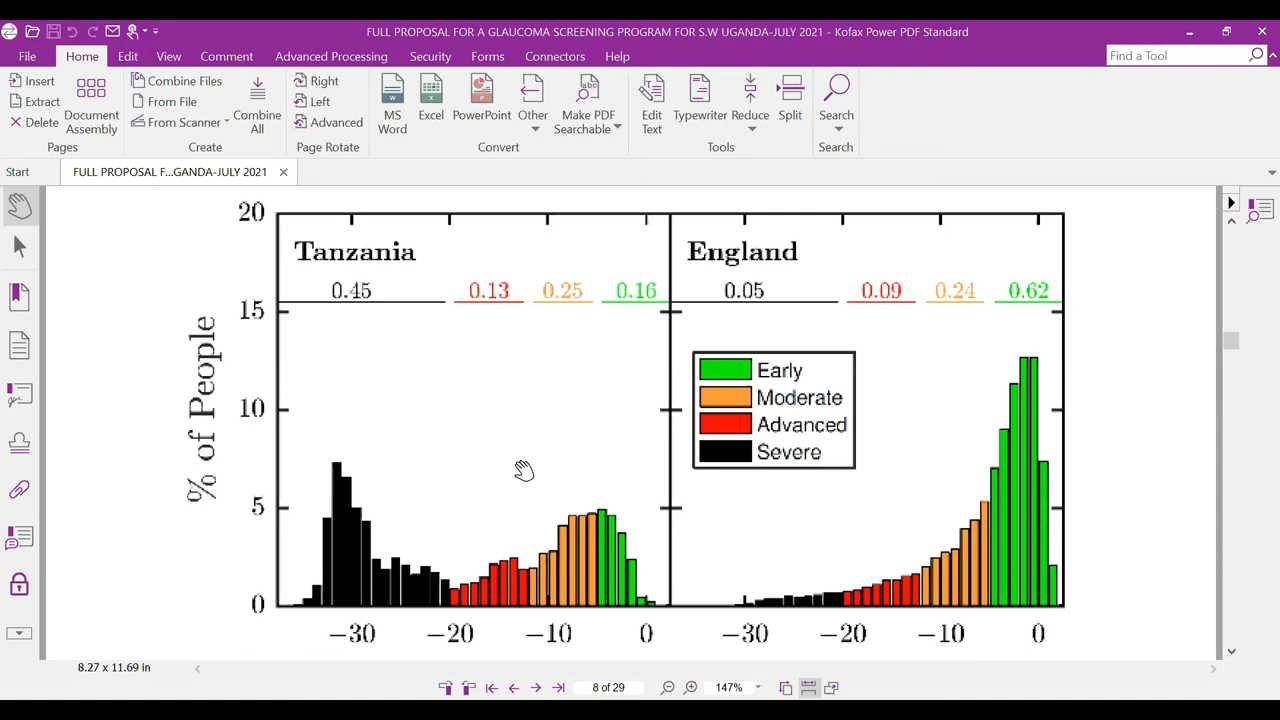 FULL PROPOSAL FOR A GLAUCOMA SCREENING PROGRAM FOR S.W UGANDA-JULY 2021 - Kofax Power PDF Standard
File Home Edit View Comment Advanced Processing Security Forms Connectors Help Find a Tool
Insert Combine Files Right
Extract From File Left
Delete From Scanner Advanced
Document Assembly Combine All MS Word Excel PowerPoint Other Make PDF Searchable Edit Text Typewriter Reduce Split Search
Pages Create Page Rotate Convert Tools Search
Start FULL PROPOSAL F...GANDA-JULY 2021
20
Tanzania England
0.45 0.13 0.25 0.16 0.05 0.09 0.24 0.62
15
% of People
Early
Moderate
Advanced
Severe
10
5
0
−30 −20 −10 0 −30 −20 −10 0
8.27 x 11.69 in
8 of 29 147%